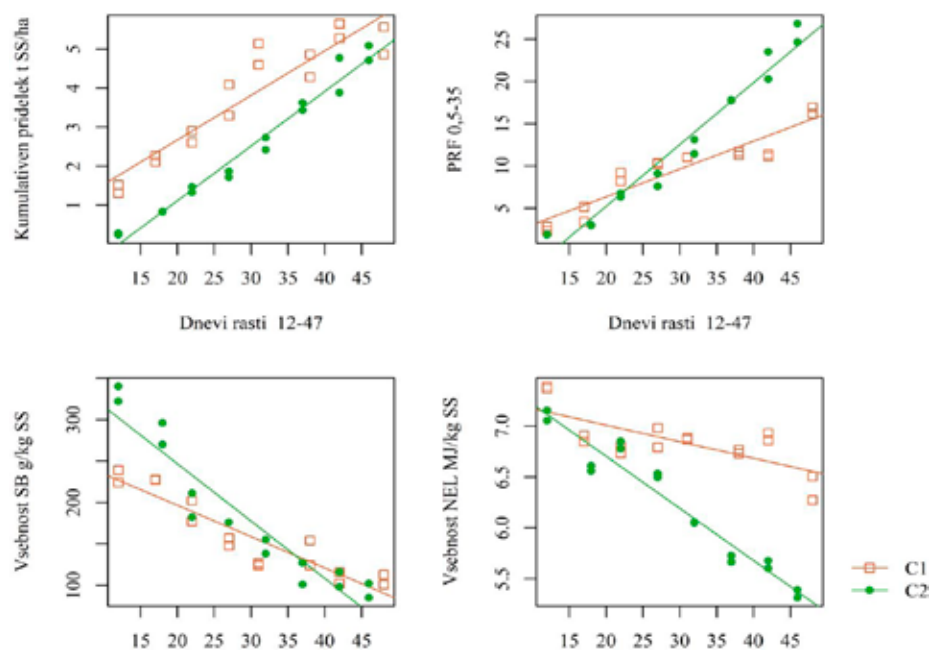 Kumulativen pridelek t SS/ha
5
4
3
2
1
15 20 25 30 35 40 45
Dnevi rasti 12-47
PRF 0,5-35
25
20
15
10
5
15 20 25 30 35 40 45
Dnevi rasti 12-47
Vsebnost SB g/kg SS
300
200
100
15 20 25 30 35 40 45
Vsebnost NEL MJ/kg SS
7.0
6.5
6.0
5.5
15 20 25 30 35 40 45
C1
C2